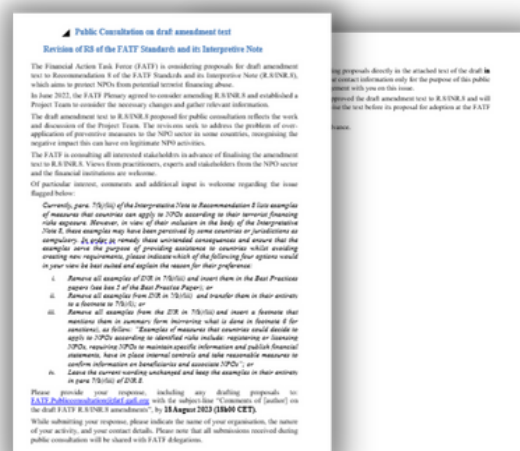 Public Consultation on draft amendment text
Revision of R8 of the FATF Standards and its Interpretive Note
The Financial Action Task Force (FATF) is considering proposals for draft amendment
text to Recommendation 8 of the FATF Standards and its Interpretive Note (R.8/INR.8),
which aims to protect NPOs from potential terrorist financing abuse.
In June 2022, the FATF Plenary agreed to consider amending R.8/INR.8 and established a
Project Team to consider the necessary changes and gather relevant information.
The draft amendment text to R.8/INR.8 proposed for public consultation reflects the work
and discussion of the Project Team. The revisions seek to address the problem of over-
application of preventive measures to the NPO sector in some countries, recognising the
negative impact this can have on legitimate NPO activities.
The FATF is consulting all interested stakeholders in advance of finalising the amendment
text to R.8/INR.8. Views from practitioners, experts and stakeholders from the NPO sector
and the financial institutions are welcome.
Of particular interest, comments and additional input is welcome regarding the issue
flagged below:
Currently, para. 7(b)(iii) of the Interpretative Note to Recommendation 8 lists examples
of measures that countries can apply to NPOs according to their terrorist financing
risks exposure. However, in view of their inclusion in the body of the Interpretative
Note 8, these examples may have been perceived by some countries or jurisdictions as
compulsory. In order to remedy these unintended consequences and ensure that the
examples serve the purpose of providing assistance to countries whilst avoiding
creating new requirements, please indicate which of the following four options would
in your view be best suited and explain the reason for their preference:
i. Remove all examples of INR in 7(b)(iii) and insert them in the Best Practices
papers (see box 2 of the Best Practice Paper); or
ii. Remove all examples from INR in 7(b)(iii) and transfer them in their entirety
to a footnote to 7(b)(i); or
iii. Remove all examples from the INR in 7(b)(iii) and insert a footnote that
mentions them in summary form (mirroring what is done in footnote 6 for
sanctions), as follow: "Examples of measures that countries could decide to
apply to NPOs according to identified risks include: registering or licensing
NPOs, requiring NPOs to maintain specific information and publish financial
statements, have in place internal controls and take reasonable measures to
confirm information on beneficiaries and associate NPOs"; or
iv. Leave the current wording unchanged and keep the examples in their entirety
in para 7(b)(iii) of INR.8.
Please provide your response, including any drafting proposals to:
FATF.Publicconsultation@fatf-gafi.org with the subject-line "Comments of [author] on
the draft FATF R.8/INR.8 amendments", by 18 August 2023 (18h00 CET).
While submitting your response, please indicate the name of your organisation, the nature
of your activity, and your contact details. Please note that all submissions received during
public consultation will be shared with FATF delegations.
ng proposals directly in the attached text of the draft in
contact information only for the purpose of this public
ement with you on this issue.
proved the draft amendment text to R.8/INR.8 and will
ise the text before its proposal for adoption at the FATF
vance.